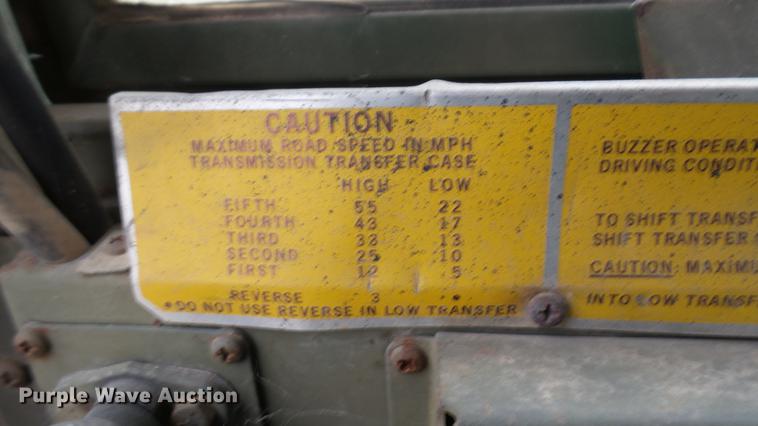 CAUTION
MAXIMUM ROAD SPEED IN MPH
TRANSMISSION TRANSFER CASE
HIGH LOW
FIFTH 55 22
FOURTH 43 17
THIRD 33 13
SECOND 25 10
FIRST 12 5
REVERSE 3 *
*DO NOT USE REVERSE IN LOW TRANSFER
BUZZER OPERAT
DRIVING CONDITI
TO SHIFT TRANSF
SHIFT TRANSFER
CAUTION: MAXIMU
INTO LOW TRANSF
Purple Wave Auction